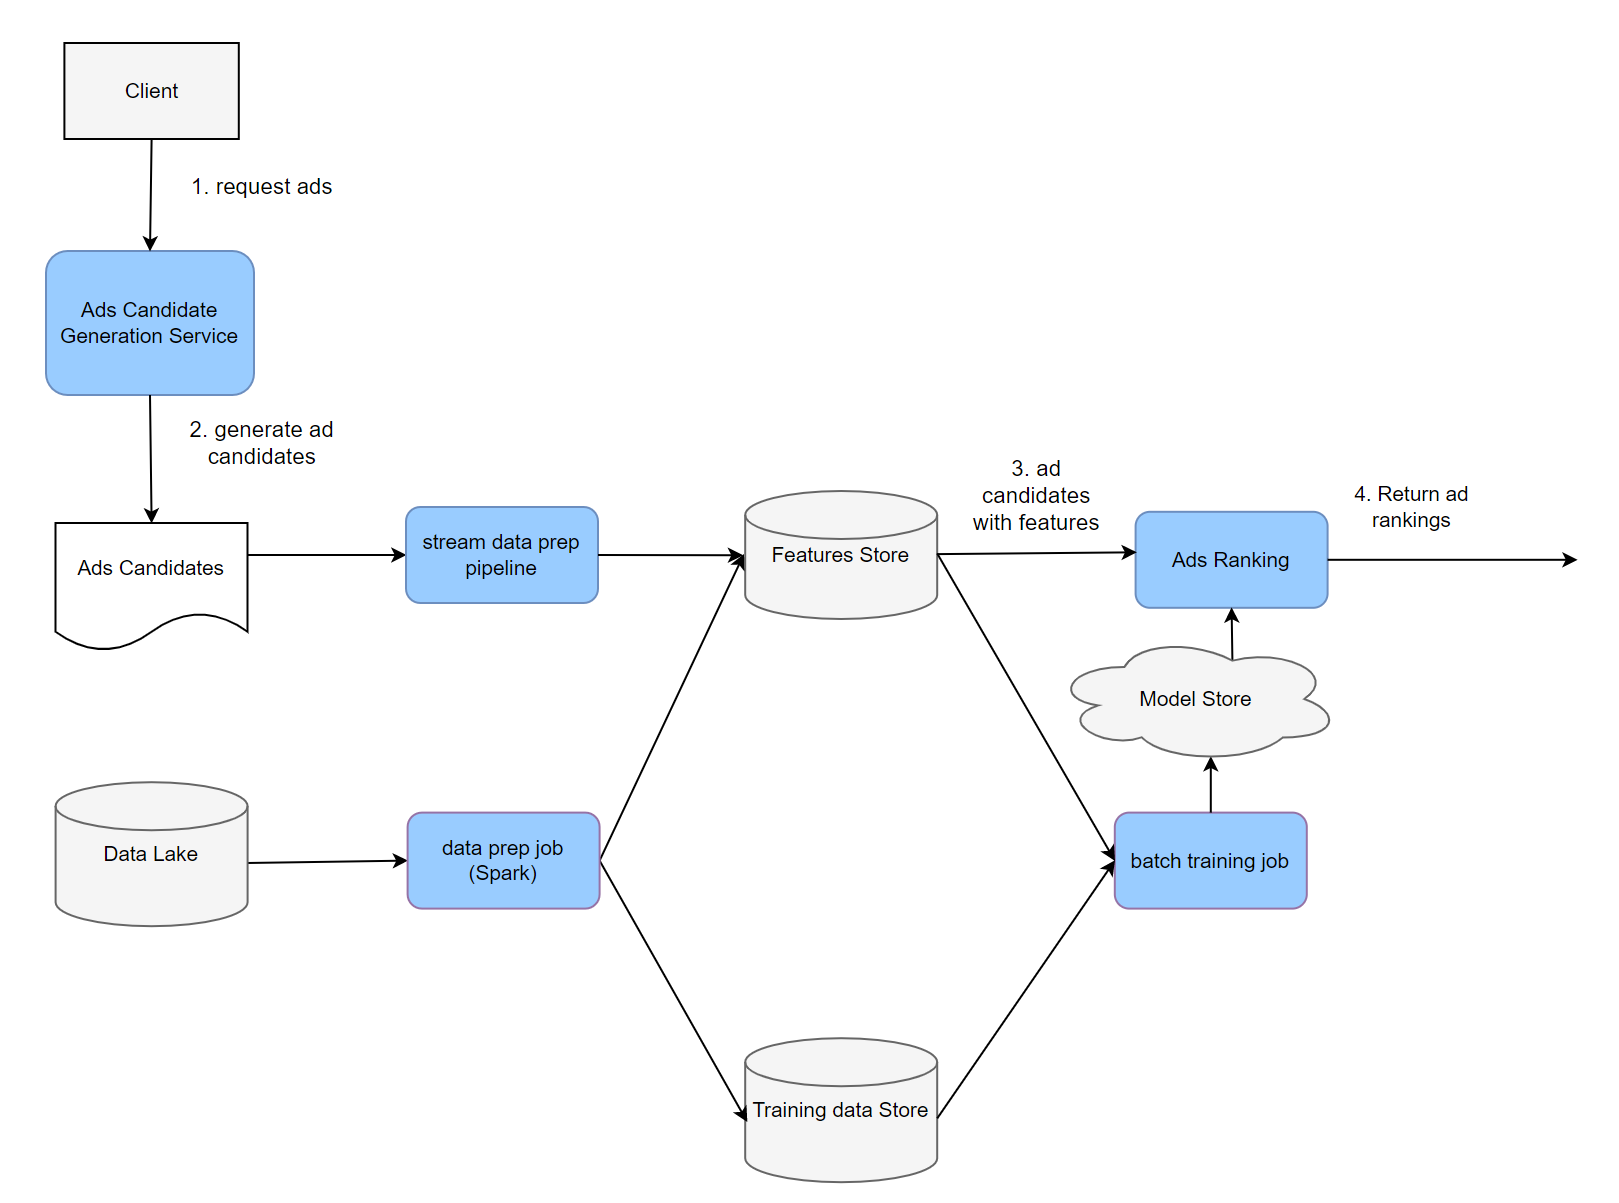 Client
1. request ads
Ads Candidate
Generation Service
2. generate ad
candidates
Ads Candidates
stream data prep
pipeline
Features Store
3. ad
candidates
with features
Ads Ranking
4. Return ad
rankings
Model Store
Data Lake
data prep job
(Spark)
batch training job
Training data Store